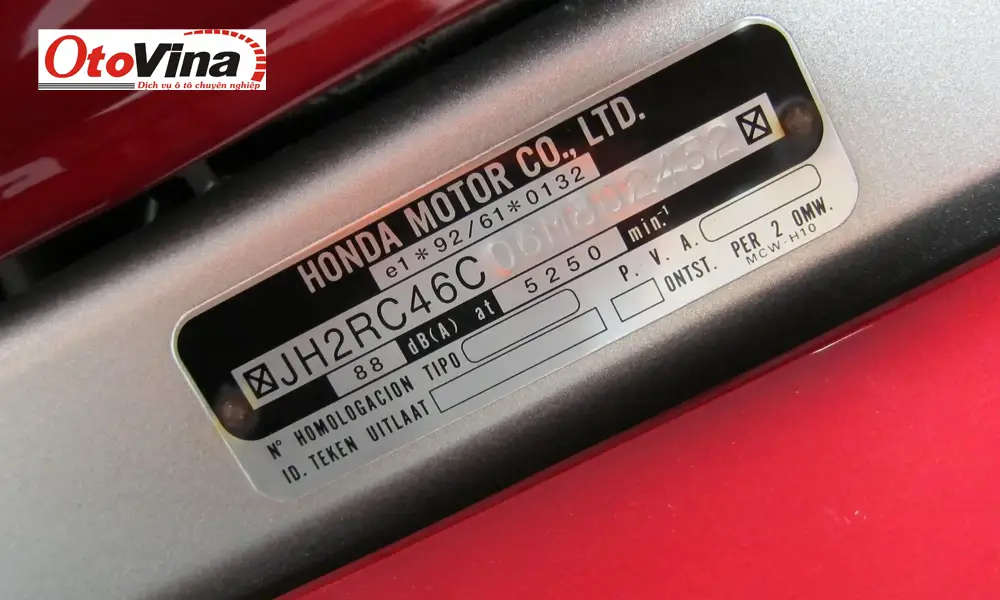 OtoVina
Dịch vụ ô tô chuyên nghiệp
HONDA MOTOR CO., LTD.
e1*92/61*0132
JH2RC46C
88 dB(A) at 5250 min.-1
Nº HOMOLOGACION TIPO P. V. A.
ID. TEKEN UITLAAT ONTST. PER 2 OMW.
MCW-H10